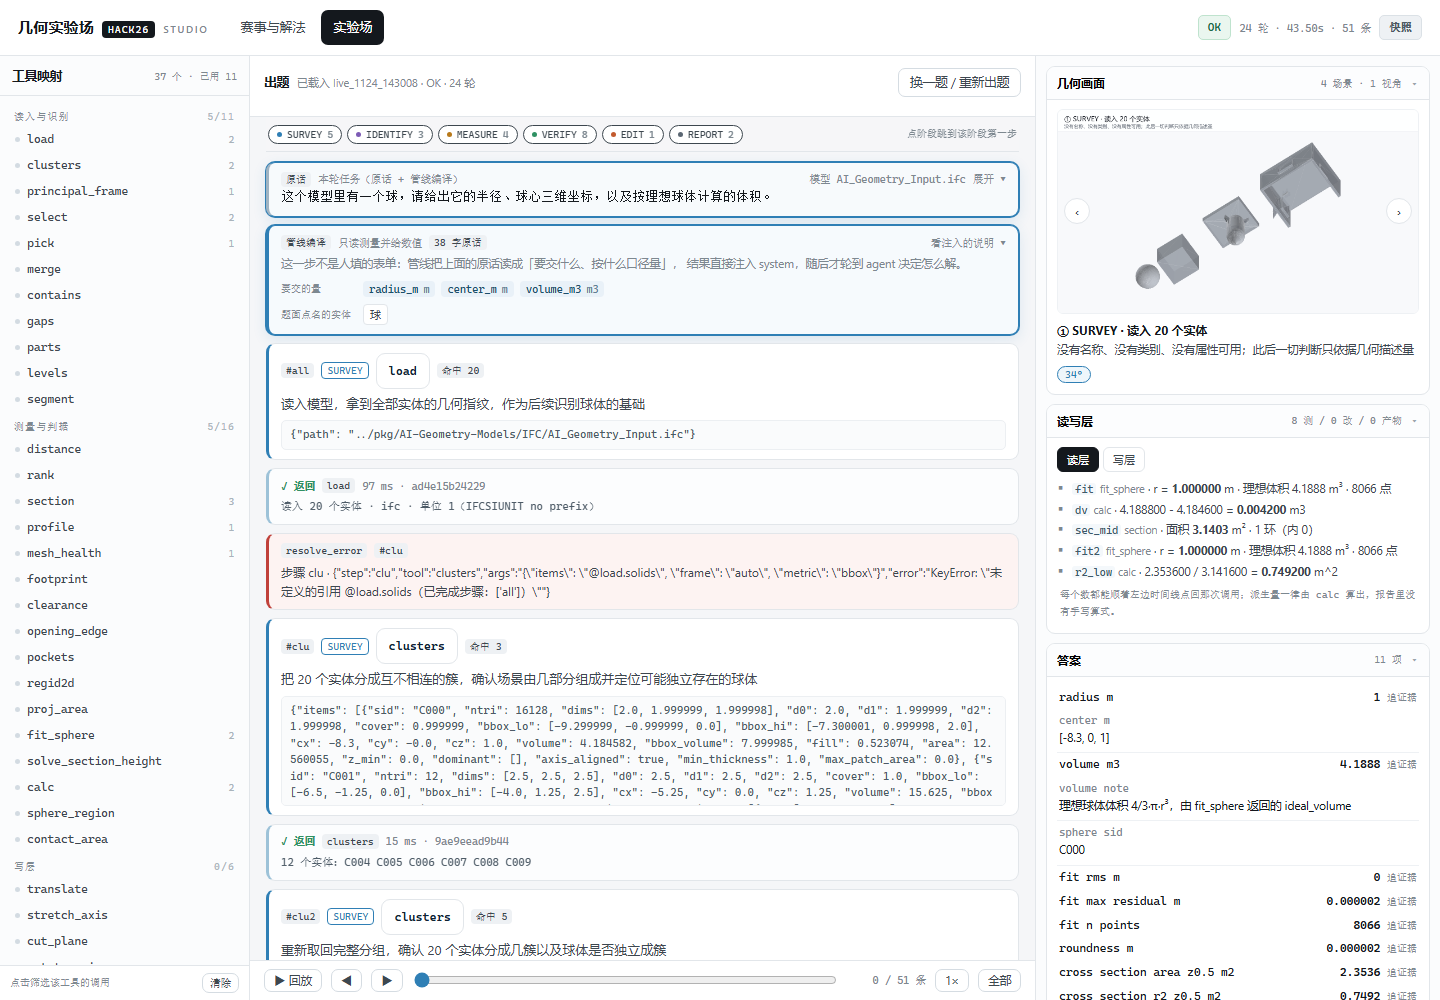 几何实验场 HACK26 STUDIO 赛事与解法 实验场 OK 24 轮 · 43.50s · 51 条 快照
工具映射 37 个 · 已用 11
读入与识别 5/11
load 2
clusters 2
principal_frame 1
select 2
pick 1
merge
contains
gaps
parts
levels
segment
测量与判据 5/16
distance
rank
section 3
profile 1
mesh_health 1
footprint
clearance
opening_edge
pockets
regid2d
proj_area
fit_sphere 2
solve_section_height
calc 2
sphere_region
contact_area
写层 0/6
translate
stretch_axis
cut_plane
点击筛选该工具的调用 清除
出题 已载入 live_1124_143008 · OK · 24 轮 换一题 / 重新出题
SURVEY 5 IDENTIFY 3 MEASURE 4 VERIFY 8 EDIT 1 REPORT 2 点阶段跳到该阶段第一步
原话 本轮任务（原话 + 管线编译） 模型 AI_Geometry_Input.ifc 展开 ▾
这个模型里有一个球，请给出它的半径、球心三维坐标，以及按理想球体计算的体积。
管线编译 只读测量并给数值 38 字原话 看注入的说明 ▾
这一步不是人填的表单：管线把上面的原话读成「要交什么、按什么口径量」，结果直接注入 system，随后才轮到 agent 决定怎么解。
要交的量 radius_m m center_m m volume_m3 m3
题面点名的实体 球
#all SURVEY load 命中 20
读入模型，拿到全部实体的几何指纹，作为后续识别球体的基础
{"path": "../pkg/AI-Geometry-Models/IFC/AI_Geometry_Input.ifc"}
✓ 返回 load 97 ms · ad4e15b24229
读入 20 个实体 · ifc · 单位 1（IFCSIUNIT no prefix）
resolve_error #clu
步骤 clu · {"step":"clu","tool":"clusters","args":"{\"items\": \"@load.solids\", \"frame\": \"auto\", \"metric\": \"bbox\"}","error":"KeyError: \"未
定义的引用 @load.solids（已完成步骤：['all']）\""}
#clu SURVEY clusters 命中 3
把 20 个实体分成互不相连的簇，确认场景由几部分组成并定位可能独立存在的球体
{"items": [{"sid": "C000", "ntri": 16128, "dims": [2.0, 1.999999, 1.999998], "d0": 2.0, "d1": 1.999999, "d2":
1.999998, "cover": 0.999999, "bbox_lo": [-9.299999, -0.999999, 0.0], "bbox_hi": [-7.300001, 0.999998, 2.0],
"cx": -8.3, "cy": -0.0, "cz": 1.0, "volume": 4.184582, "bbox_volume": 7.999985, "fill": 0.523074, "area": 12.
560055, "z_min": 0.0, "dominant": [], "axis_aligned": true, "min_thickness": 1.0, "max_patch_area": 0.0}, {"s
id": "C001", "ntri": 12, "dims": [2.5, 2.5, 2.5], "d0": 2.5, "d1": 2.5, "d2": 2.5, "cover": 1.0, "bbox_lo":
[-6.5, -1.25, 0.0], "bbox_hi": [-4.0, 1.25, 2.5], "cx": -5.25, "cy": 0.0, "cz": 1.25, "volume": 15.625, "bbox
✓ 返回 clusters 15 ms · 9ae9eead9b44
12 个实体：C004 C005 C006 C007 C008 C009
#clu2 SURVEY clusters 命中 5
重新取回完整分组，确认 20 个实体分成几簇以及球体是否独立成簇
▶ 回放 ◀ ▶ 0 / 51 条 1× 全部
几何画面 4 场景 · 1 视角
① SURVEY · 读入 20 个实体
没有名称、没有类别、没有属性可用；此后一切判断只依据几何描述量
‹ ›
① SURVEY · 读入 20 个实体
没有名称、没有类别、没有属性可用；此后一切判断只依据几何描述量
34°
读写层 8 测 / 0 改 / 0 产物
读层 写层
fit fit_sphere · r = 1.000000 m · 理想体积 4.1888 m³ · 8066 点
dv calc · 4.188800 - 4.184600 = 0.004200 m3
sec_mid section · 面积 3.1403 m² · 1 环（内 0）
fit2 fit_sphere · r = 1.000000 m · 理想体积 4.1888 m³ · 8066 点
r2_low calc · 2.353600 / 3.141600 = 0.749200 m^2
每个数都能顺着左边时间线点回那次调用；派生量一律由 calc 算出，报告里没
有手写算式。
答案 11 项
radius m 1 追证据
center m
[-8.3, 0, 1]
volume m3 4.1888 追证据
volume note
理想球体体积 4/3·π·r³，由 fit_sphere 返回的 ideal_volume
sphere sid
C000
fit rms m 0 追证据
fit max residual m 0.000002 追证据
fit n points 8066 追证据
roundness m 0.000002 追证据
cross section area z0.5 m2 2.3536 追证据
cross section r2 z0.5 m2 0.7492 追证据